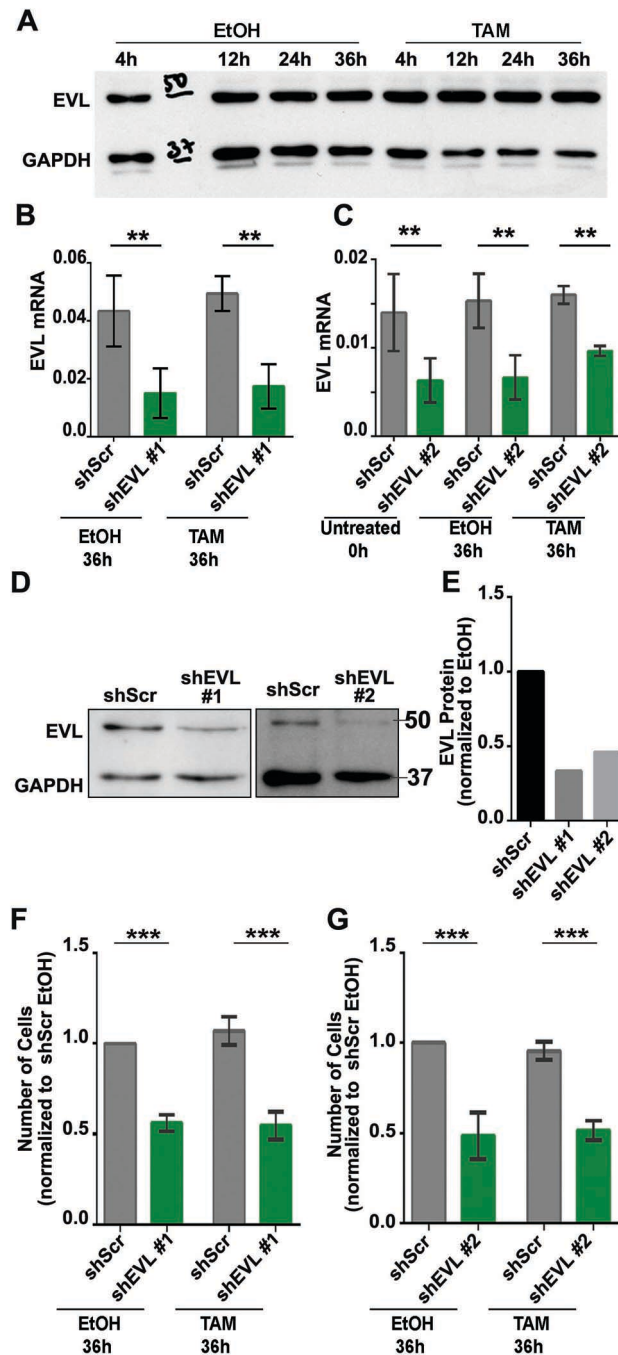 A
EtOH TAM
4h 50 12h 24h 36h 4h 12h 24h 36h
EVL
GAPDH 37
B
** **
EVL mRNA
0.06
0.04
0.02
0.0
shScr shEVL #1 shScr shEVL #1
EtOH 36h TAM 36h
C
** ** **
EVL mRNA
0.02
0.01
0.0
shScr shEVL #2 shScr shEVL #2 shScr shEVL #2
Untreated 0h EtOH 36h TAM 36h
D
shScr shEVL #1 shScr shEVL #2
EVL 50
GAPDH 37
E
EVL Protein
(normalized to EtOH)
1.5
1.0
0.5
0.0
shScr shEVL #1 shEVL #2
F
*** ***
Number of Cells
(normalized to shScr EtOH)
1.5
1.0
0.5
0.0
shScr shEVL #1 shScr shEVL #1
EtOH 36h TAM 36h
G
*** ***
Number of Cells
(normalized to shScr EtOH)
1.5
1.0
0.5
0.0
shScr shEVL #2 shScr shEVL #2
EtOH 36h TAM 36h